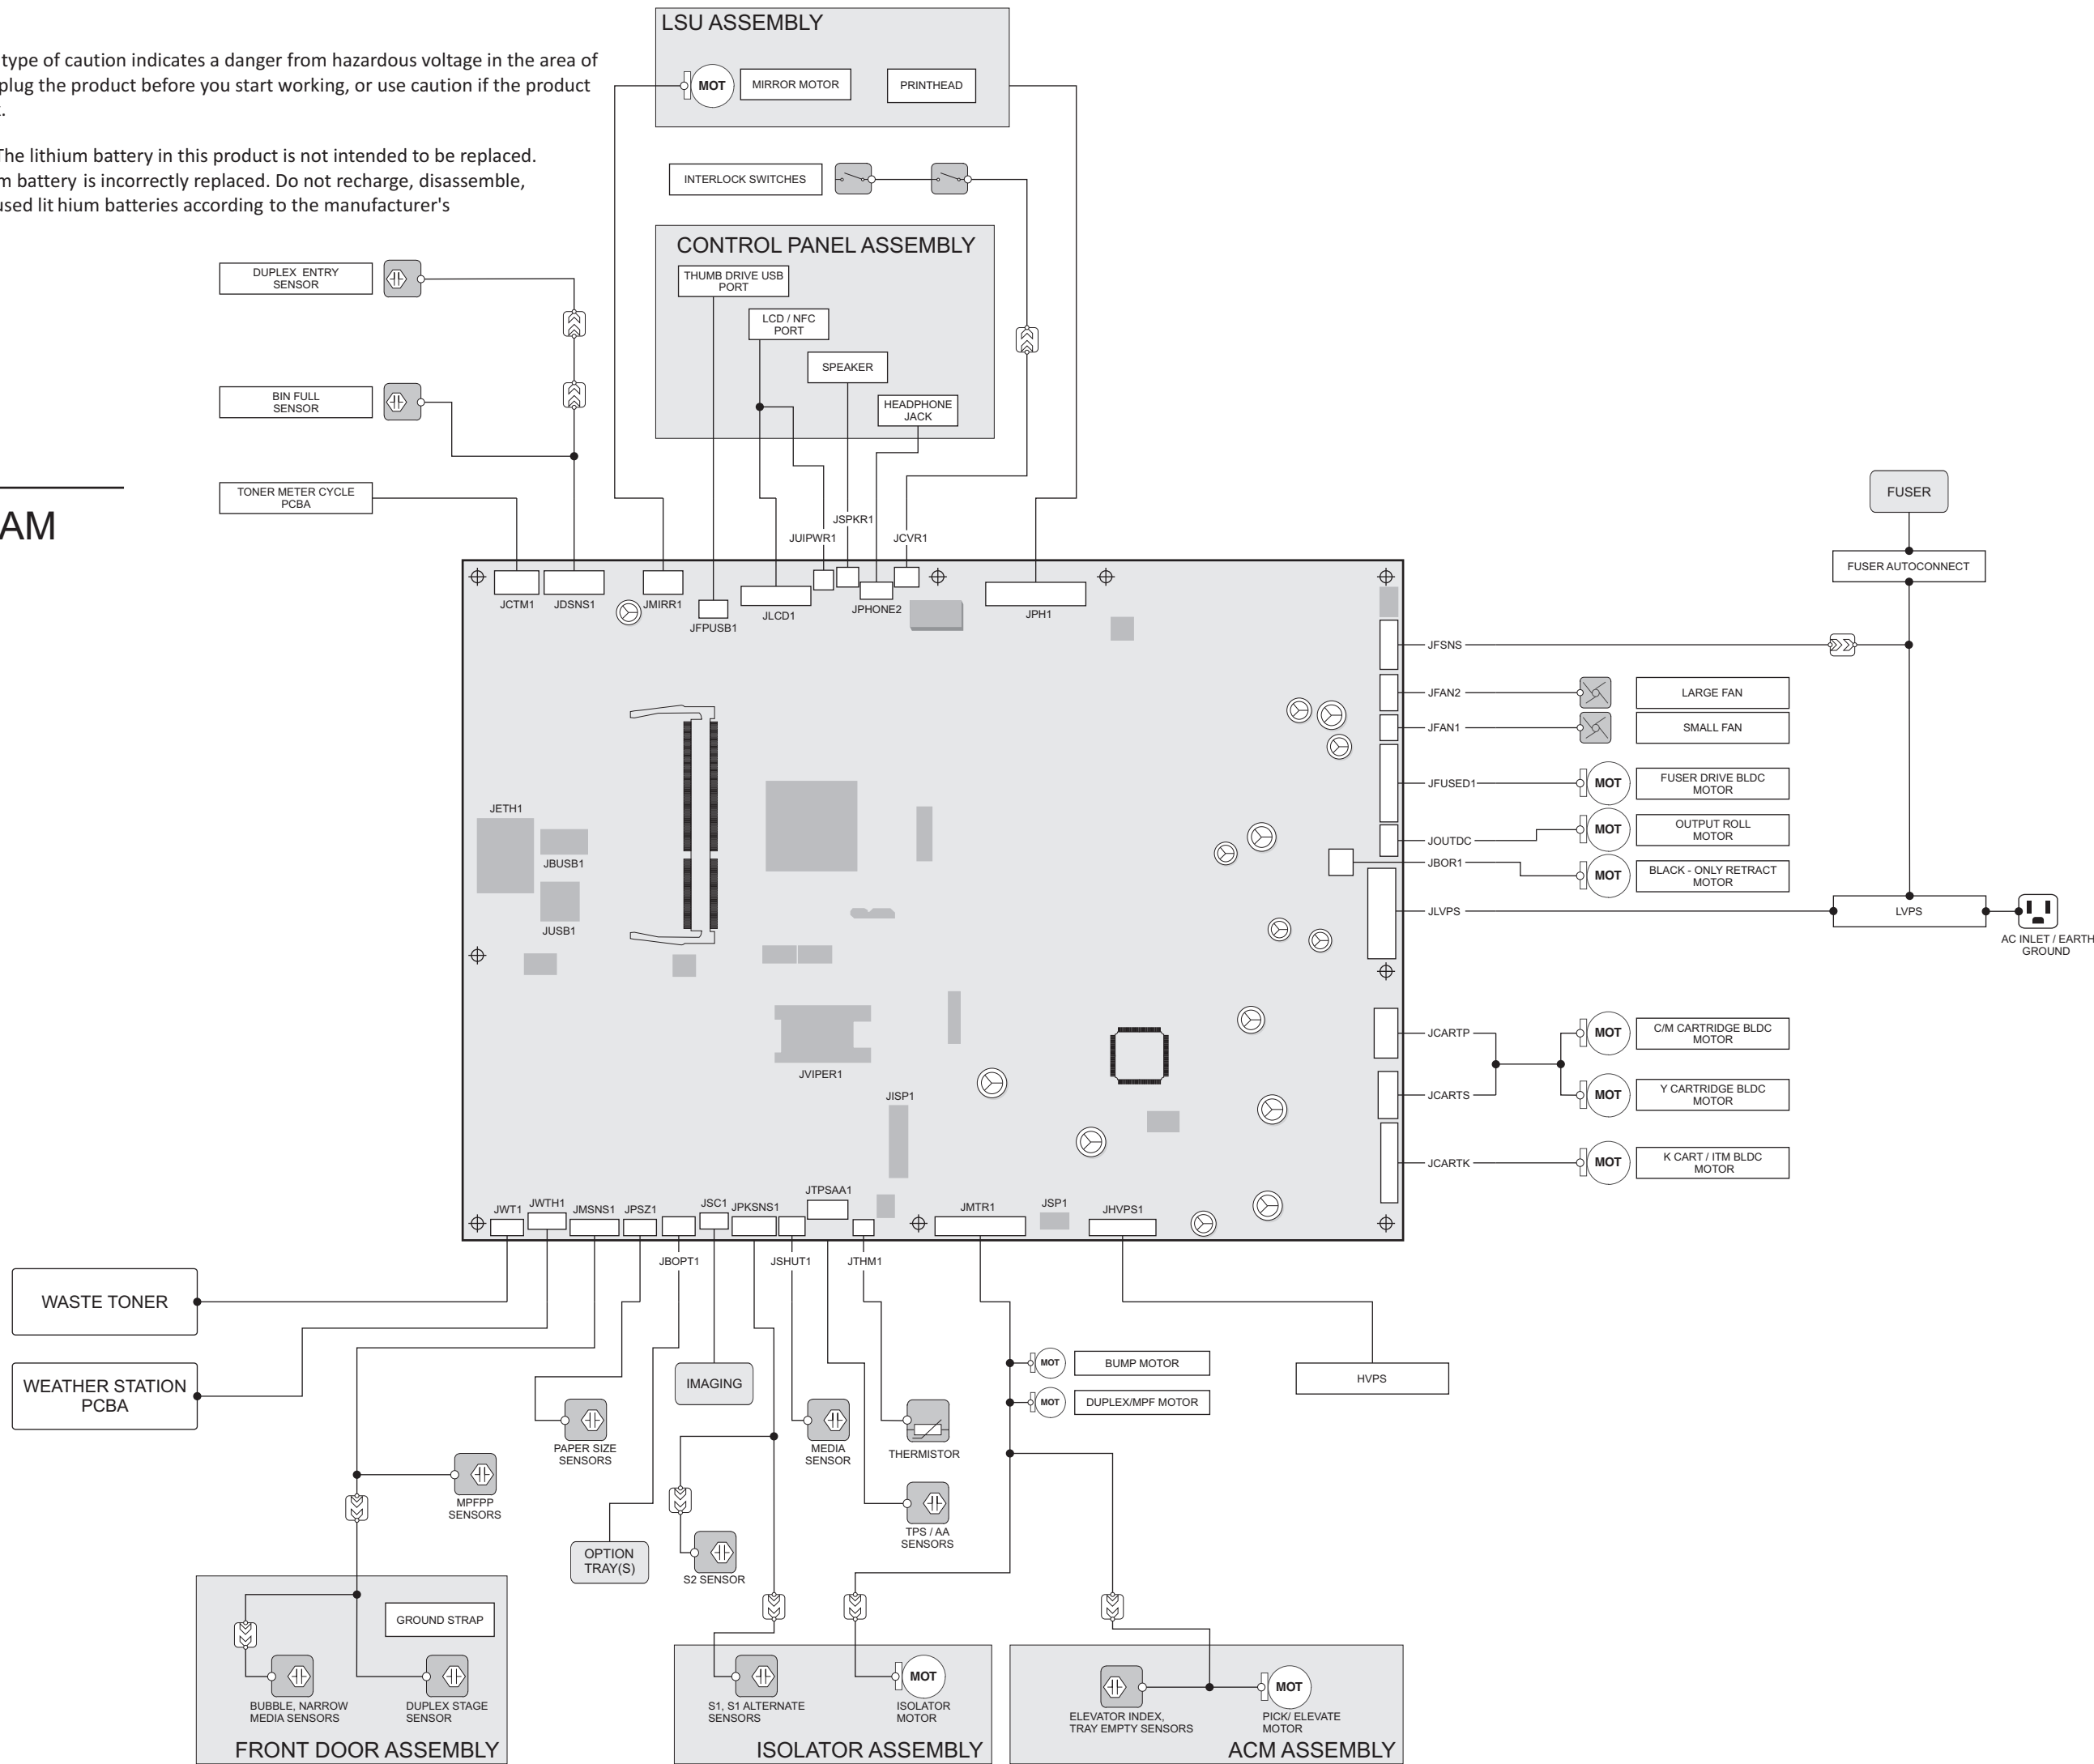 type of caution indicates a danger from hazardous voltage in the area of
plug the product before you start working, or use caution if the product
The lithium battery in this product is not intended to be replaced.
m battery is incorrectly replaced. Do not recharge, disassemble,
used lit hium batteries according to the manufacturer's
AM
LSU ASSEMBLY
MOT
MIRROR MOTOR
PRINTHEAD
INTERLOCK SWITCHES
CONTROL PANEL ASSEMBLY
THUMB DRIVE USB
PORT
LCD / NFC
PORT
SPEAKER
HEADPHONE
JACK
DUPLEX ENTRY
SENSOR
BIN FULL
SENSOR
TONER METER CYCLE
PCBA
JSPKR1
JUIPWR1
JCVR1
JCTM1
JDSNS1
JMIRR1
JFPUSB1
JLCD1
JPHONE2
JPH1
FUSER
FUSER AUTOCONNECT
JFSNS
JFAN2
LARGE FAN
JFAN1
SMALL FAN
JFUSED1
MOT
FUSER DRIVE BLDC
MOTOR
JOUTDC
MOT
OUTPUT ROLL
MOTOR
JBOR1
MOT
BLACK - ONLY RETRACT
MOTOR
JLVPS
LVPS
AC INLET / EARTH
GROUND
JETH1
JBUSB1
JUSB1
JVIPER1
JISP1
JCARTP
MOT
C/M CARTRIDGE BLDC
MOTOR
JCARTS
MOT
Y CARTRIDGE BLDC
MOTOR
JCARTK
MOT
K CART / ITM BLDC
MOTOR
JWT1
JWTH1
JMSNS1
JPSZ1
JSC1
JPKSNS1
JTPSAA1
JMTR1
JSP1
JHVPS1
JBOPT1
JSHUT1
JTHM1
WASTE TONER
WEATHER STATION
PCBA
IMAGING
MOT
BUMP MOTOR
MOT
DUPLEX/MPF MOTOR
HVPS
PAPER SIZE
SENSORS
MEDIA
SENSOR
THERMISTOR
MPFPP
SENSORS
TPS / AA
SENSORS
OPTION
TRAY(S)
S2 SENSOR
GROUND STRAP
BUBBLE, NARROW
MEDIA SENSORS
DUPLEX STAGE
SENSOR
FRONT DOOR ASSEMBLY
S1, S1 ALTERNATE
SENSORS
MOT
ISOLATOR
MOTOR
ISOLATOR ASSEMBLY
ELEVATOR INDEX,
TRAY EMPTY SENSORS
MOT
PICK/ ELEVATE
MOTOR
ACM ASSEMBLY